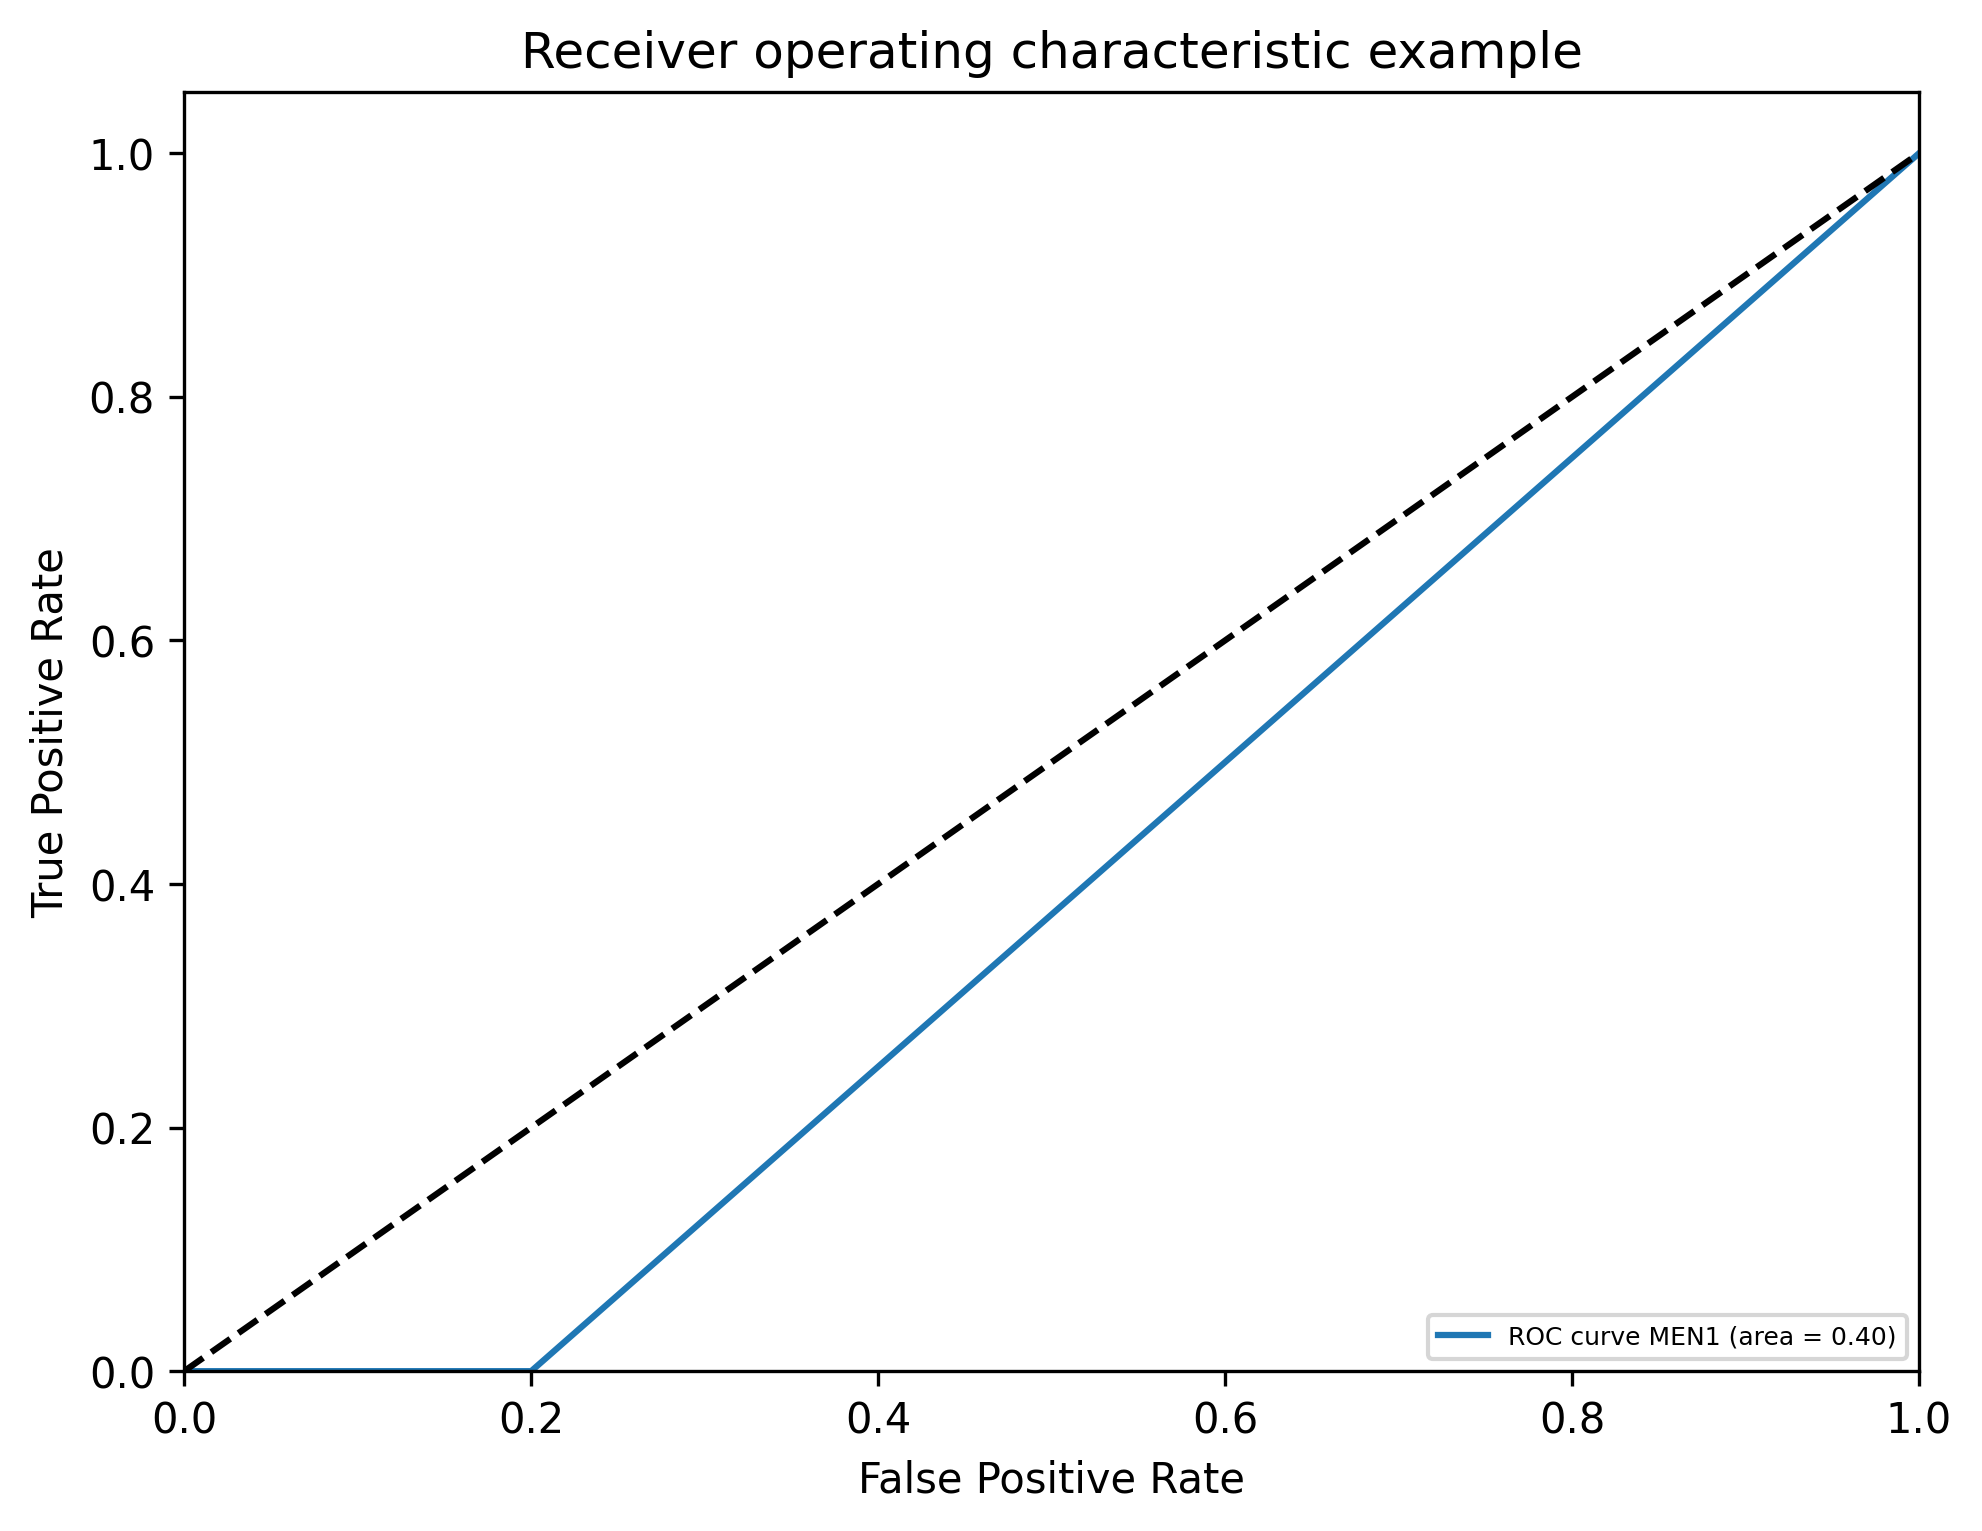 Receiver operating characteristic example
1.0
0.8
0.6
0.4
0.2
0.0
True Positive Rate
ROC curve MEN1 (area = 0.40)
0.0 0.2 0.4 0.6 0.8 1.0
False Positive Rate